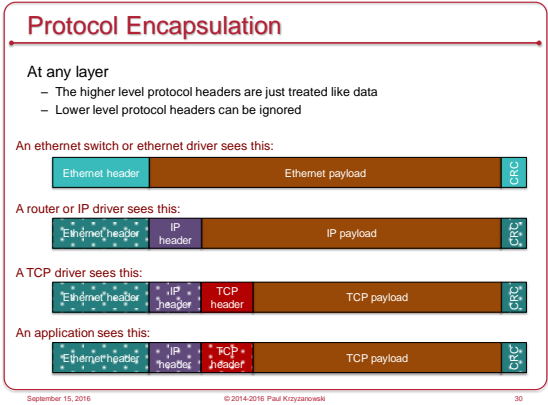 Protocol Encapsulation
At any layer
– The higher level protocol headers are just treated like data
– Lower level protocol headers can be ignored
An ethernet switch or ethernet driver sees this:
Ethernet header Ethernet payload CRC
A router or IP driver sees this:
Ethernet header IP header IP payload CRC
A TCP driver sees this:
Ethernet header IP header TCP header TCP payload CRC
An application sees this:
Ethernet header IP header TCP header TCP payload CRC
September 15, 2016 © 2014-2016 Paul Krzyzanowski 30